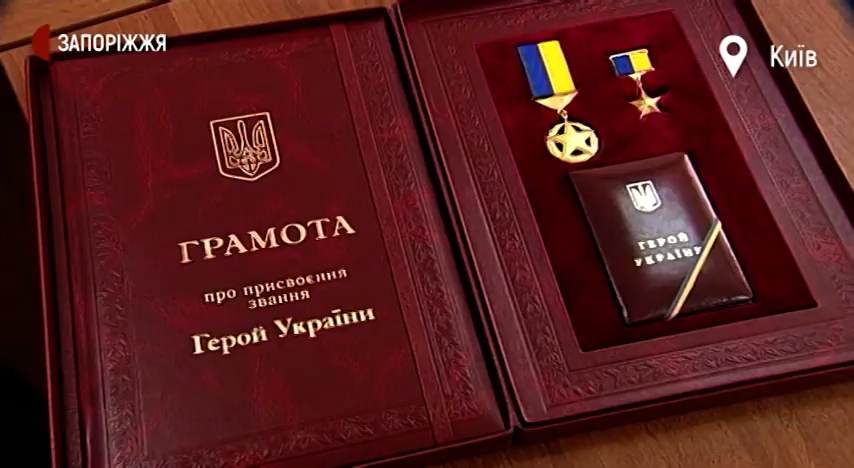 ЗАПОРІЖЖЯ
Київ
ГРАМОТА
про присвоєння
звання
Герой України
ГЕРОЙ
УКРАЇНИ